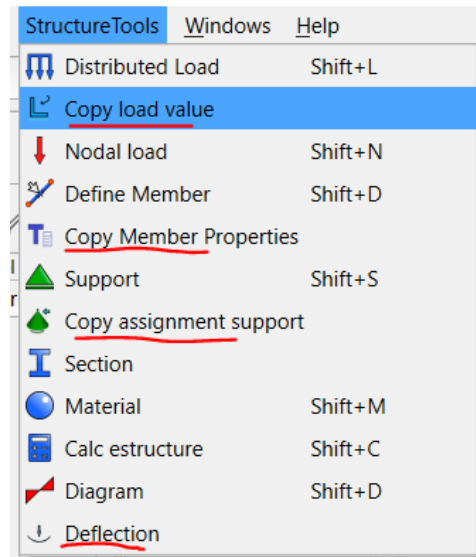 StructureTools Windows Help
Distributed Load Shift+L
Copy load value
Nodal load Shift+N
Define Member Shift+D
Copy Member Properties
Support Shift+S
Copy assignment support
Section
Material Shift+M
Calc estructure Shift+C
Diagram Shift+D
Deflection